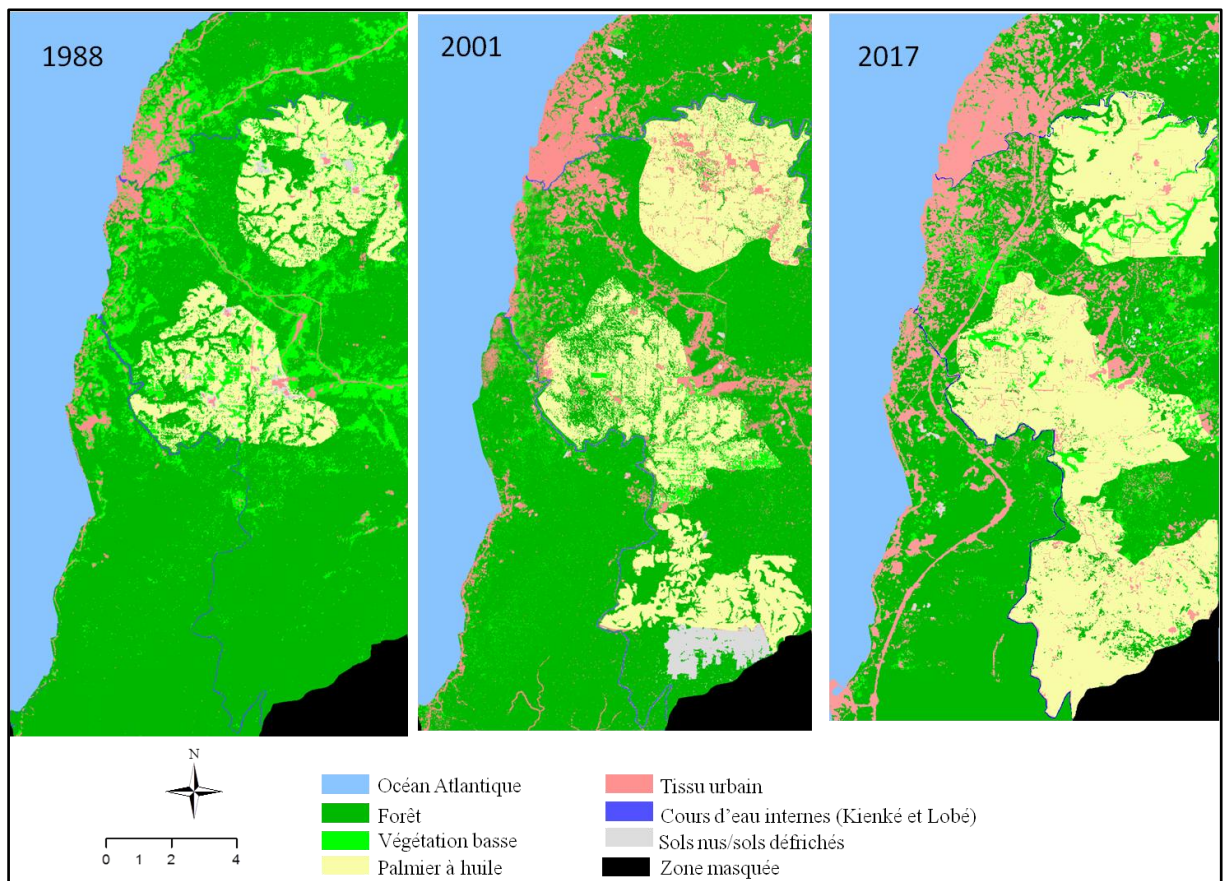 1988
2001
2017
N
0 2 4
Océan Atlantique
Forêt
Végétation basse
Palmier à huile
Tissu urbain
Cours d'eau internes (Kienké et Lobé)
Sols nus/sols défrichés
Zone masquée